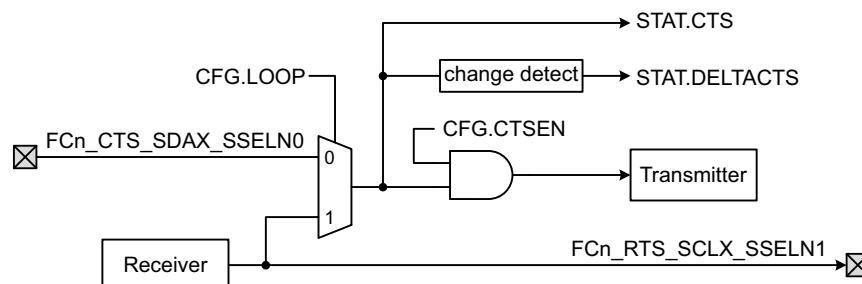 STAT.CTS
CFG.LOOP
change detect
STAT.DELTACTS
FCn_CTS_SDAX_SSELN0
CFG.CTSEN
0
Transmitter
1
Receiver
FCn_RTS_SCLX_SSELN1